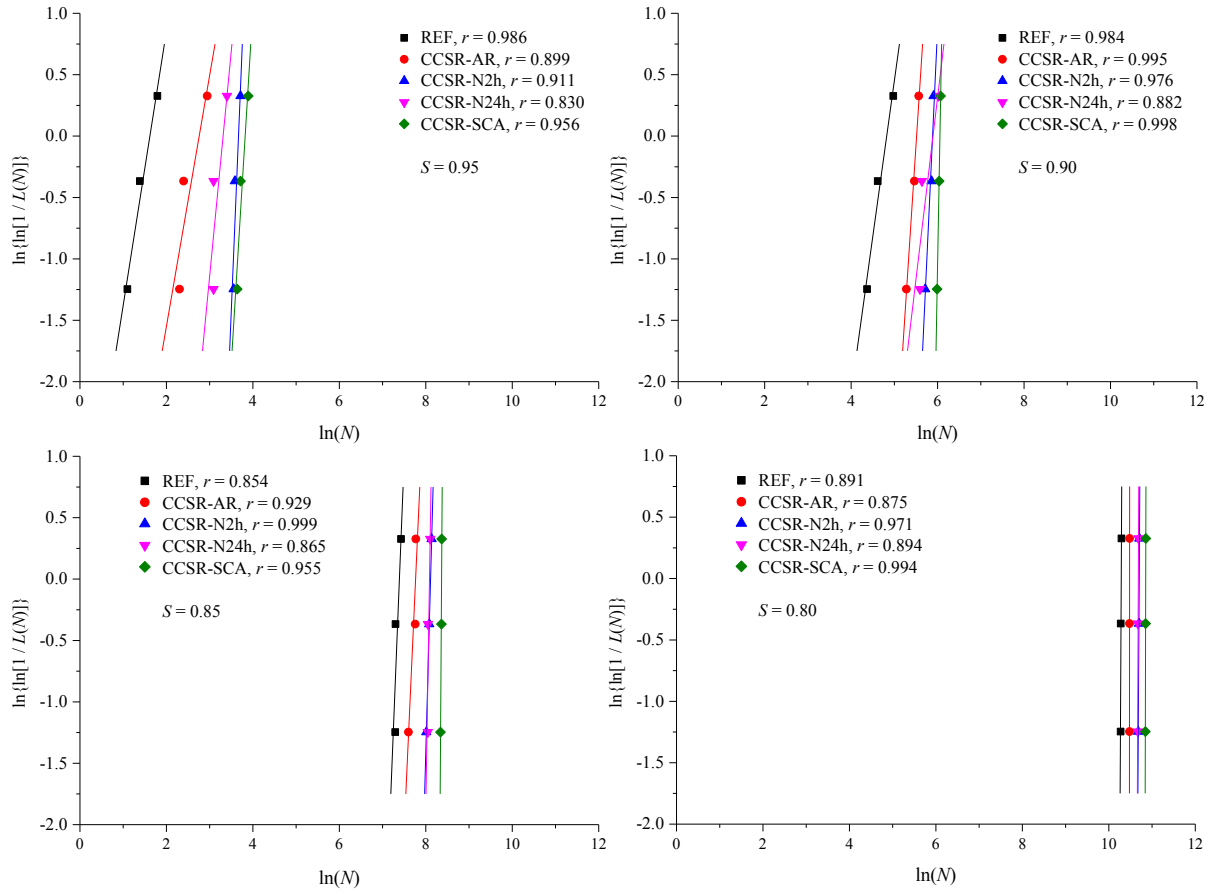 1.0
0.5
0.0
-0.5
-1.0
-1.5
-2.0
ln{ln[1 / L(N)]}
REF, r = 0.986
CCSR-AR, r = 0.899
CCSR-N2h, r = 0.911
CCSR-N24h, r = 0.830
CCSR-SCA, r = 0.956
S = 0.95
0 2 4 6 8 10 12
ln(N)
1.0
0.5
0.0
-0.5
-1.0
-1.5
-2.0
ln{ln[1 / L(N)]}
REF, r = 0.984
CCSR-AR, r = 0.995
CCSR-N2h, r = 0.976
CCSR-N24h, r = 0.882
CCSR-SCA, r = 0.998
S = 0.90
0 2 4 6 8 10 12
ln(N)
1.0
0.5
0.0
-0.5
-1.0
-1.5
-2.0
ln{ln[1 / L(N)]}
REF, r = 0.854
CCSR-AR, r = 0.929
CCSR-N2h, r = 0.999
CCSR-N24h, r = 0.865
CCSR-SCA, r = 0.955
S = 0.85
0 2 4 6 8 10 12
ln(N)
1.0
0.5
0.0
-0.5
-1.0
-1.5
-2.0
ln{ln[1 / L(N)]}
REF, r = 0.891
CCSR-AR, r = 0.875
CCSR-N2h, r = 0.971
CCSR-N24h, r = 0.894
CCSR-SCA, r = 0.994
S = 0.80
0 2 4 6 8 10 12
ln(N)